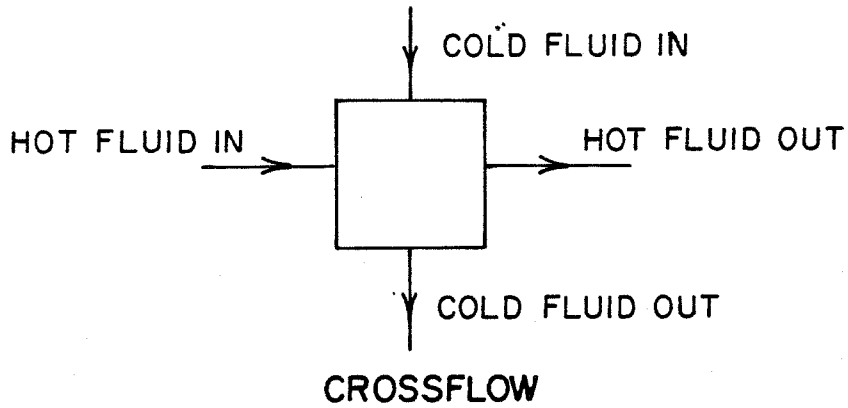 COLD FLUID IN
HOT FLUID IN
HOT FLUID OUT
COLD FLUID OUT
CROSSFLOW